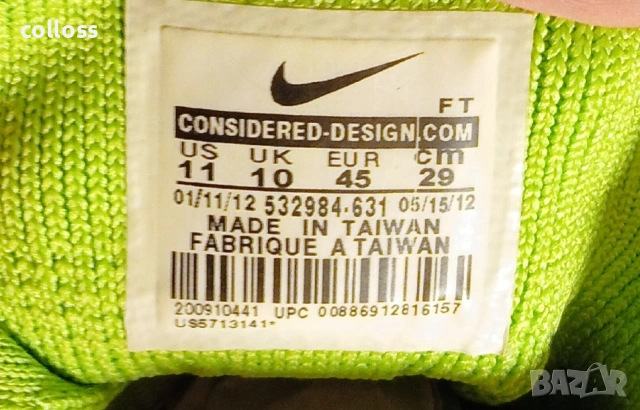 colloss
FT
CONSIDERED-DESIGN.COM
US UK EUR cm
11 10 45 29
01/11/12 532984-631 05/15/12
MADE IN TAIWAN
FABRIQUE A TAIWAN
200910441 UPC 00886912816157
US5713141*
BAZAR